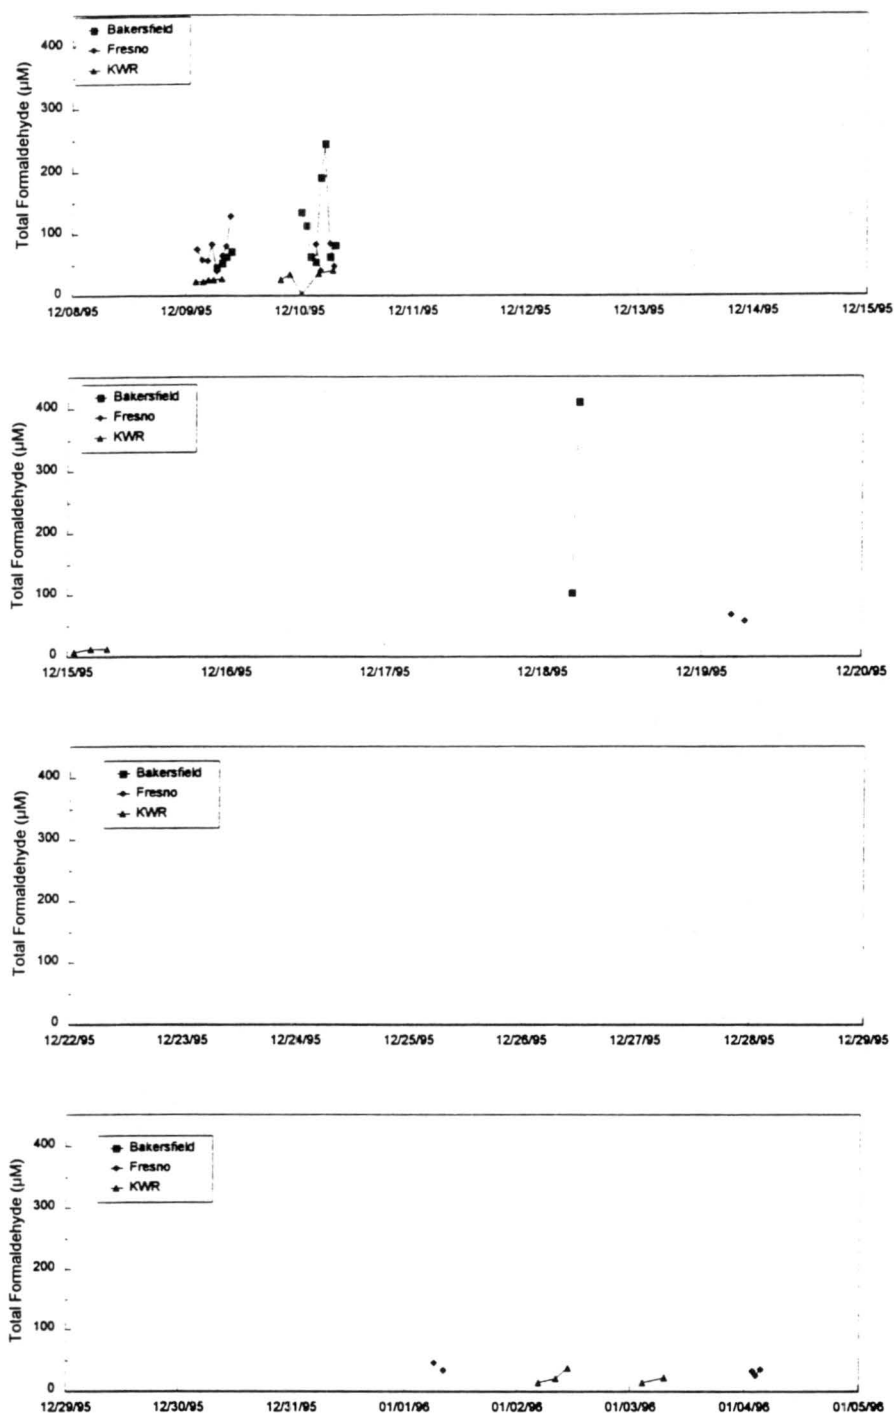 Total Formaldehyde (µM)
400
300
200
100
0
Bakersfield
Fresno
KWR
12/08/95 12/09/95 12/10/95 12/11/95 12/12/95 12/13/95 12/14/95 12/15/95
Total Formaldehyde (µM)
400
300
200
100
0
Bakersfield
Fresno
KWR
12/15/95 12/16/95 12/17/95 12/18/95 12/19/95 12/20/95
Total Formaldehyde (µM)
400
300
200
100
0
Bakersfield
Fresno
KWR
12/22/95 12/23/95 12/24/95 12/25/95 12/26/95 12/27/95 12/28/95 12/29/95
Total Formaldehyde (µM)
400
300
200
100
0
Bakersfield
Fresno
KWR
12/29/95 12/30/95 12/31/95 01/01/96 01/02/96 01/03/96 01/04/96 01/05/96